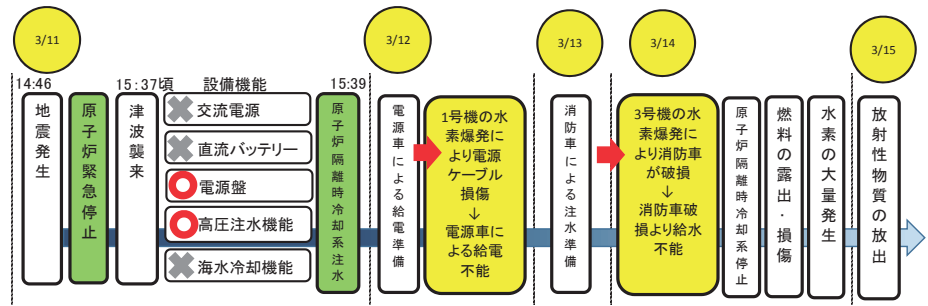 3/11
3/12
3/13
3/14
3/15
14:46
15:37頃
設備機能
15:39
地震発生
原子炉緊急停止
津波襲来
交流電源
直流バッテリー
電源盤
高圧注水機能
海水冷却機能
原子炉隔離時冷却系注水
電源車による給電準備
1号機の水
素爆発に
より電源
ケーブル
損傷
↓
電源車に
よる給電
不能
消防車による注水準備
3号機の水
素爆発に
より消防車
が破損
↓
消防車破
損より給水
不能
原子炉隔離時冷却系停止
燃料の露出・損傷
水素の大量発生
放射性物質の放出